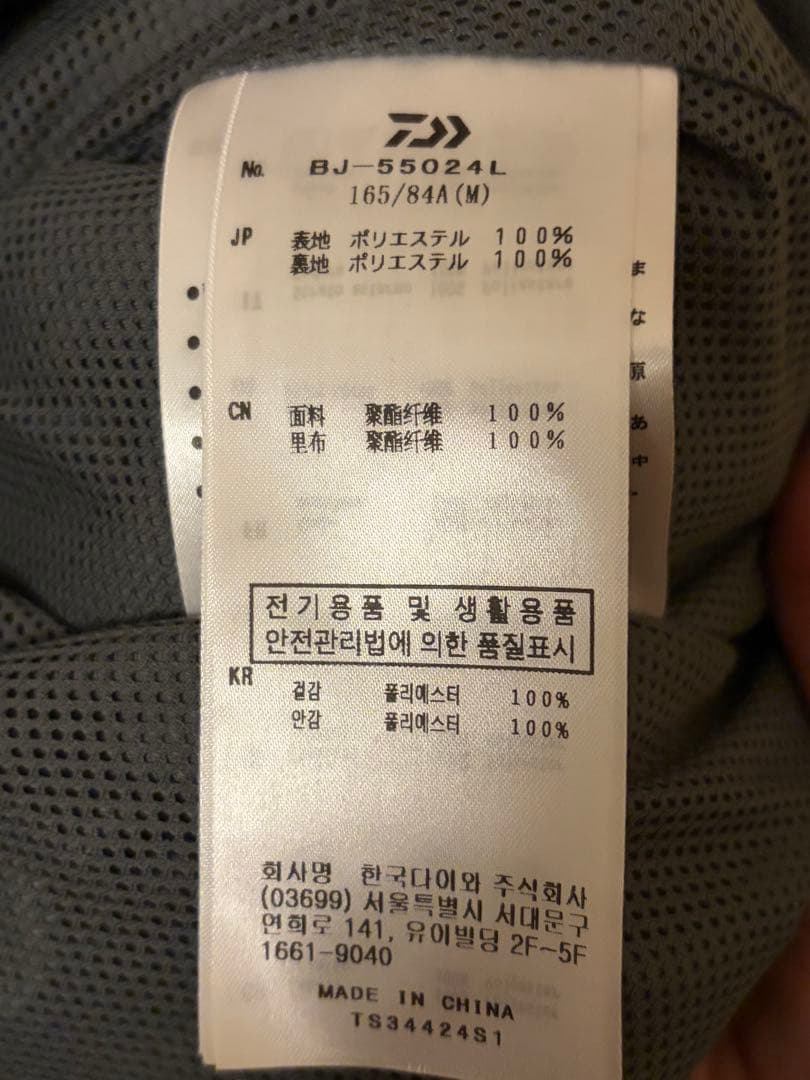 No. BJ-55024L
165/84A(M)
JP 表地 ポリエステル 100%
裏地 ポリエステル 100%
CN 面料 聚酯纤维 100%
里布 聚酯纤维 100%
전기용품 및 생활용품
안전관리법에 의한 품질표시
KR
겉감 폴리에스터 100%
안감 폴리에스터 100%
회사명 한국다이와 주식회사
(03699) 서울특별시 서대문구
연희로 141, 유이빌딩 2F~5F
1661-9040
MADE IN CHINA
TS34424S1
ま
な
原
あ
中